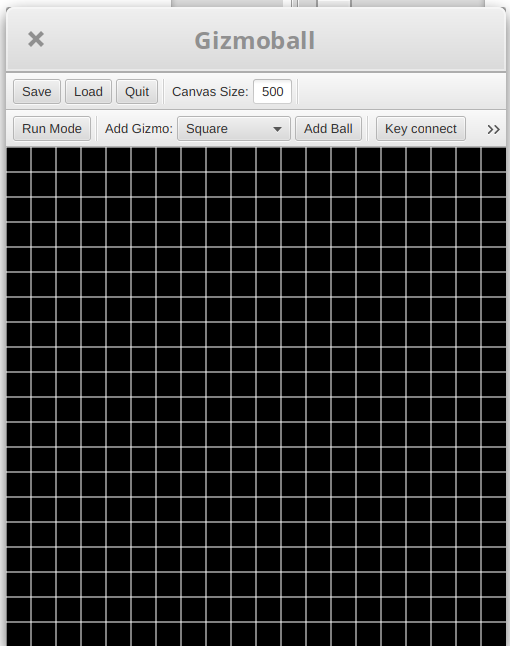 Gizmoball
Save Load Quit Canvas Size: 500
Run Mode Add Gizmo: Square Add Ball Key connect